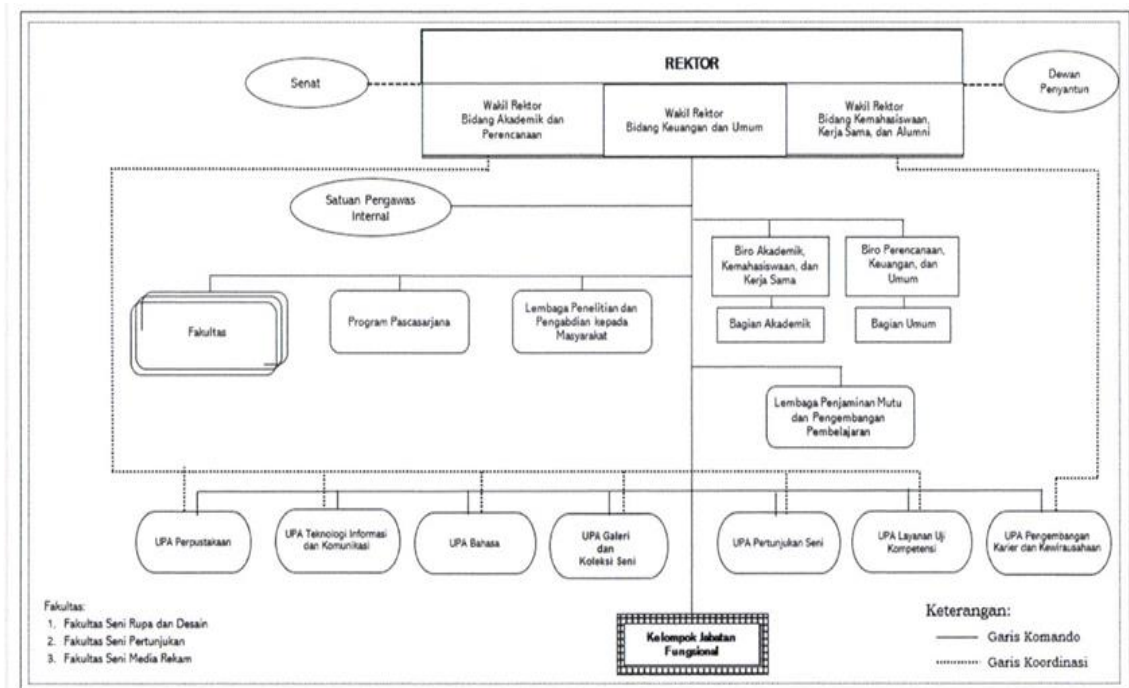 REKTOR
Senat
Dewan
Penyantun
Wakil Rektor
Bidang Akademik dan
Perencanaan
Wakil Rektor
Bidang Keuangan dan Umum
Wakil Rektor
Bidang Kemahasiswaan,
Kerja Sama, dan Alumni
Satuan Pengawas
Internal
Biro Akademik,
Kemahasiswaan, dan
Kerja Sama
Biro Perencanaan,
Keuangan, dan
Umum
Bagian Akademik
Bagian Umum
Fakultas
Program Pascasarjana
Lembaga Penelitian dan
Pengabdian kepada
Masyarakat
Lembaga Penjaminan Mutu
dan Pengembangan
Pembelajaran
UPA Perpustakaan
UPA Teknologi Informasi
dan Komunikasi
UPA Bahasa
UPA Galeri
dan
Koleksi Seni
UPA Pertunjukan Seni
UPA Layanan Uji
Kompetensi
UPA Pengembangan
Karier dan Kewirausahaan
Fakultas:
1. Fakultas Seni Rupa dan Desain
2. Fakultas Seni Pertunjukan
3. Fakultas Seni Media Rekam
Kelompok Jabatan
Fungsional
Keterangan:
Garis Komando
Garis Koordinasi